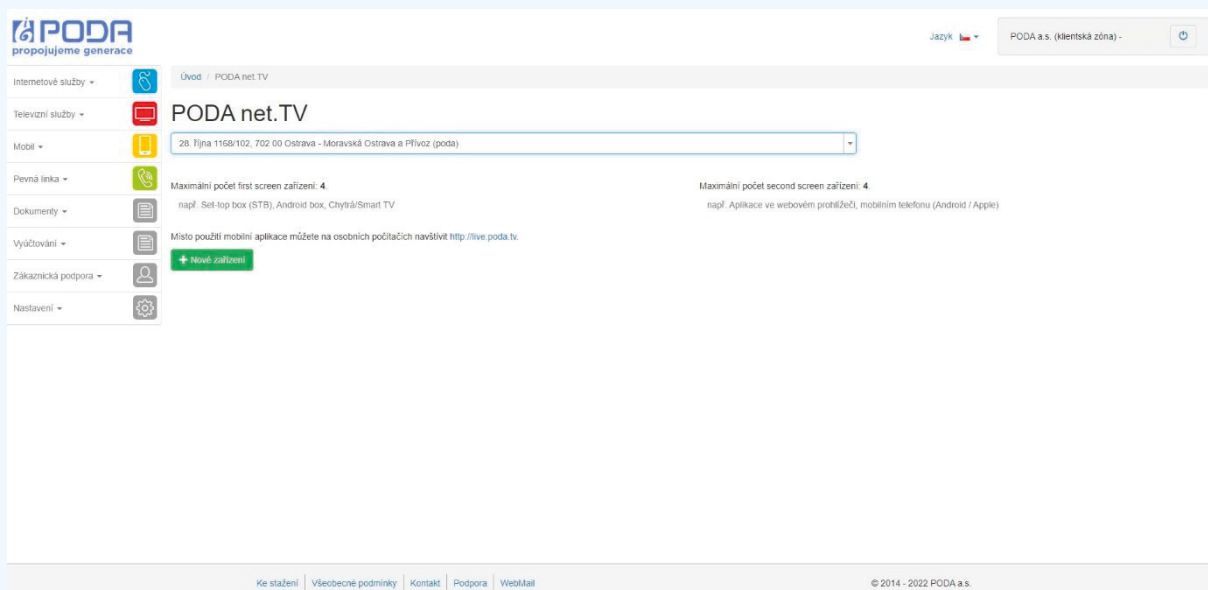 PODA
propojujeme generace
Jazyk
PODA a.s. (klientská zóna) -
Internetové služby
Televizní služby
Mobil
Pevná linka
Dokumenty
Vyúčtování
Zákaznická podpora
Nastavení
Úvod / PODA net.TV
PODA net.TV
28. října 1168/102, 702 00 Ostrava - Moravská Ostrava a Přívoz (poda)
Maximální počet first screen zařízení: 4.
např. Set-top box (STB), Android box, Chytrá/Smart TV
Maximální počet second screen zařízení: 4.
např. Aplikace ve webovém prohlížeči, mobilním telefonu (Android / Apple)
Místo použití mobilní aplikace můžete na osobních počítačích navštívit http://live.poda.tv.
+ Nové zařízení
Ke stažení | Všeobecné podmínky | Kontakt | Podpora | WebMail
© 2014 - 2022 PODA a.s.